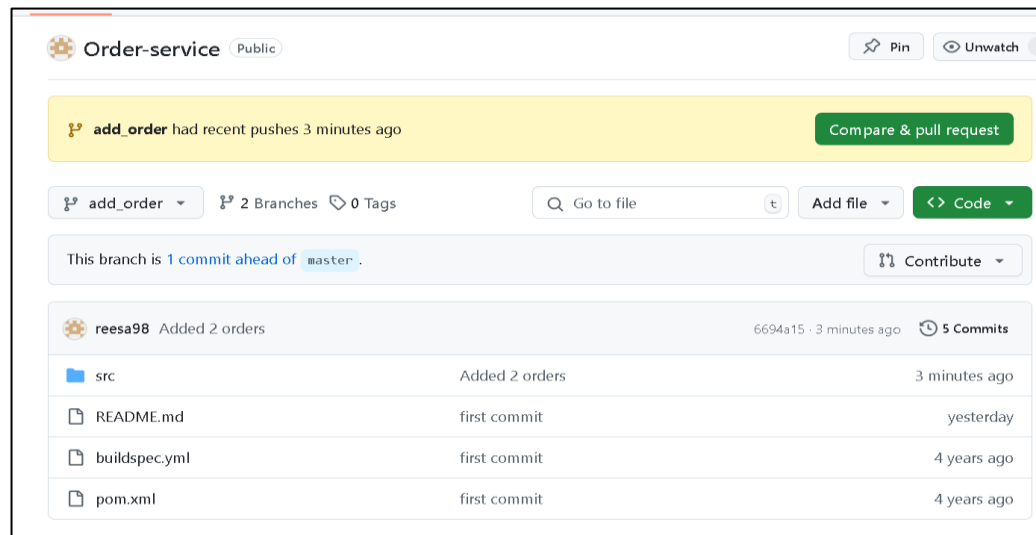 Order-service Public Pin Unwatch
add_order had recent pushes 3 minutes ago Compare & pull request
add_order 2 Branches 0 Tags Go to file t Add file <> Code
This branch is 1 commit ahead of master . Contribute
reesa98 Added 2 orders 6694a15 · 3 minutes ago 5 Commits
src Added 2 orders 3 minutes ago
README.md first commit yesterday
buildspec.yml first commit 4 years ago
pom.xml first commit 4 years ago